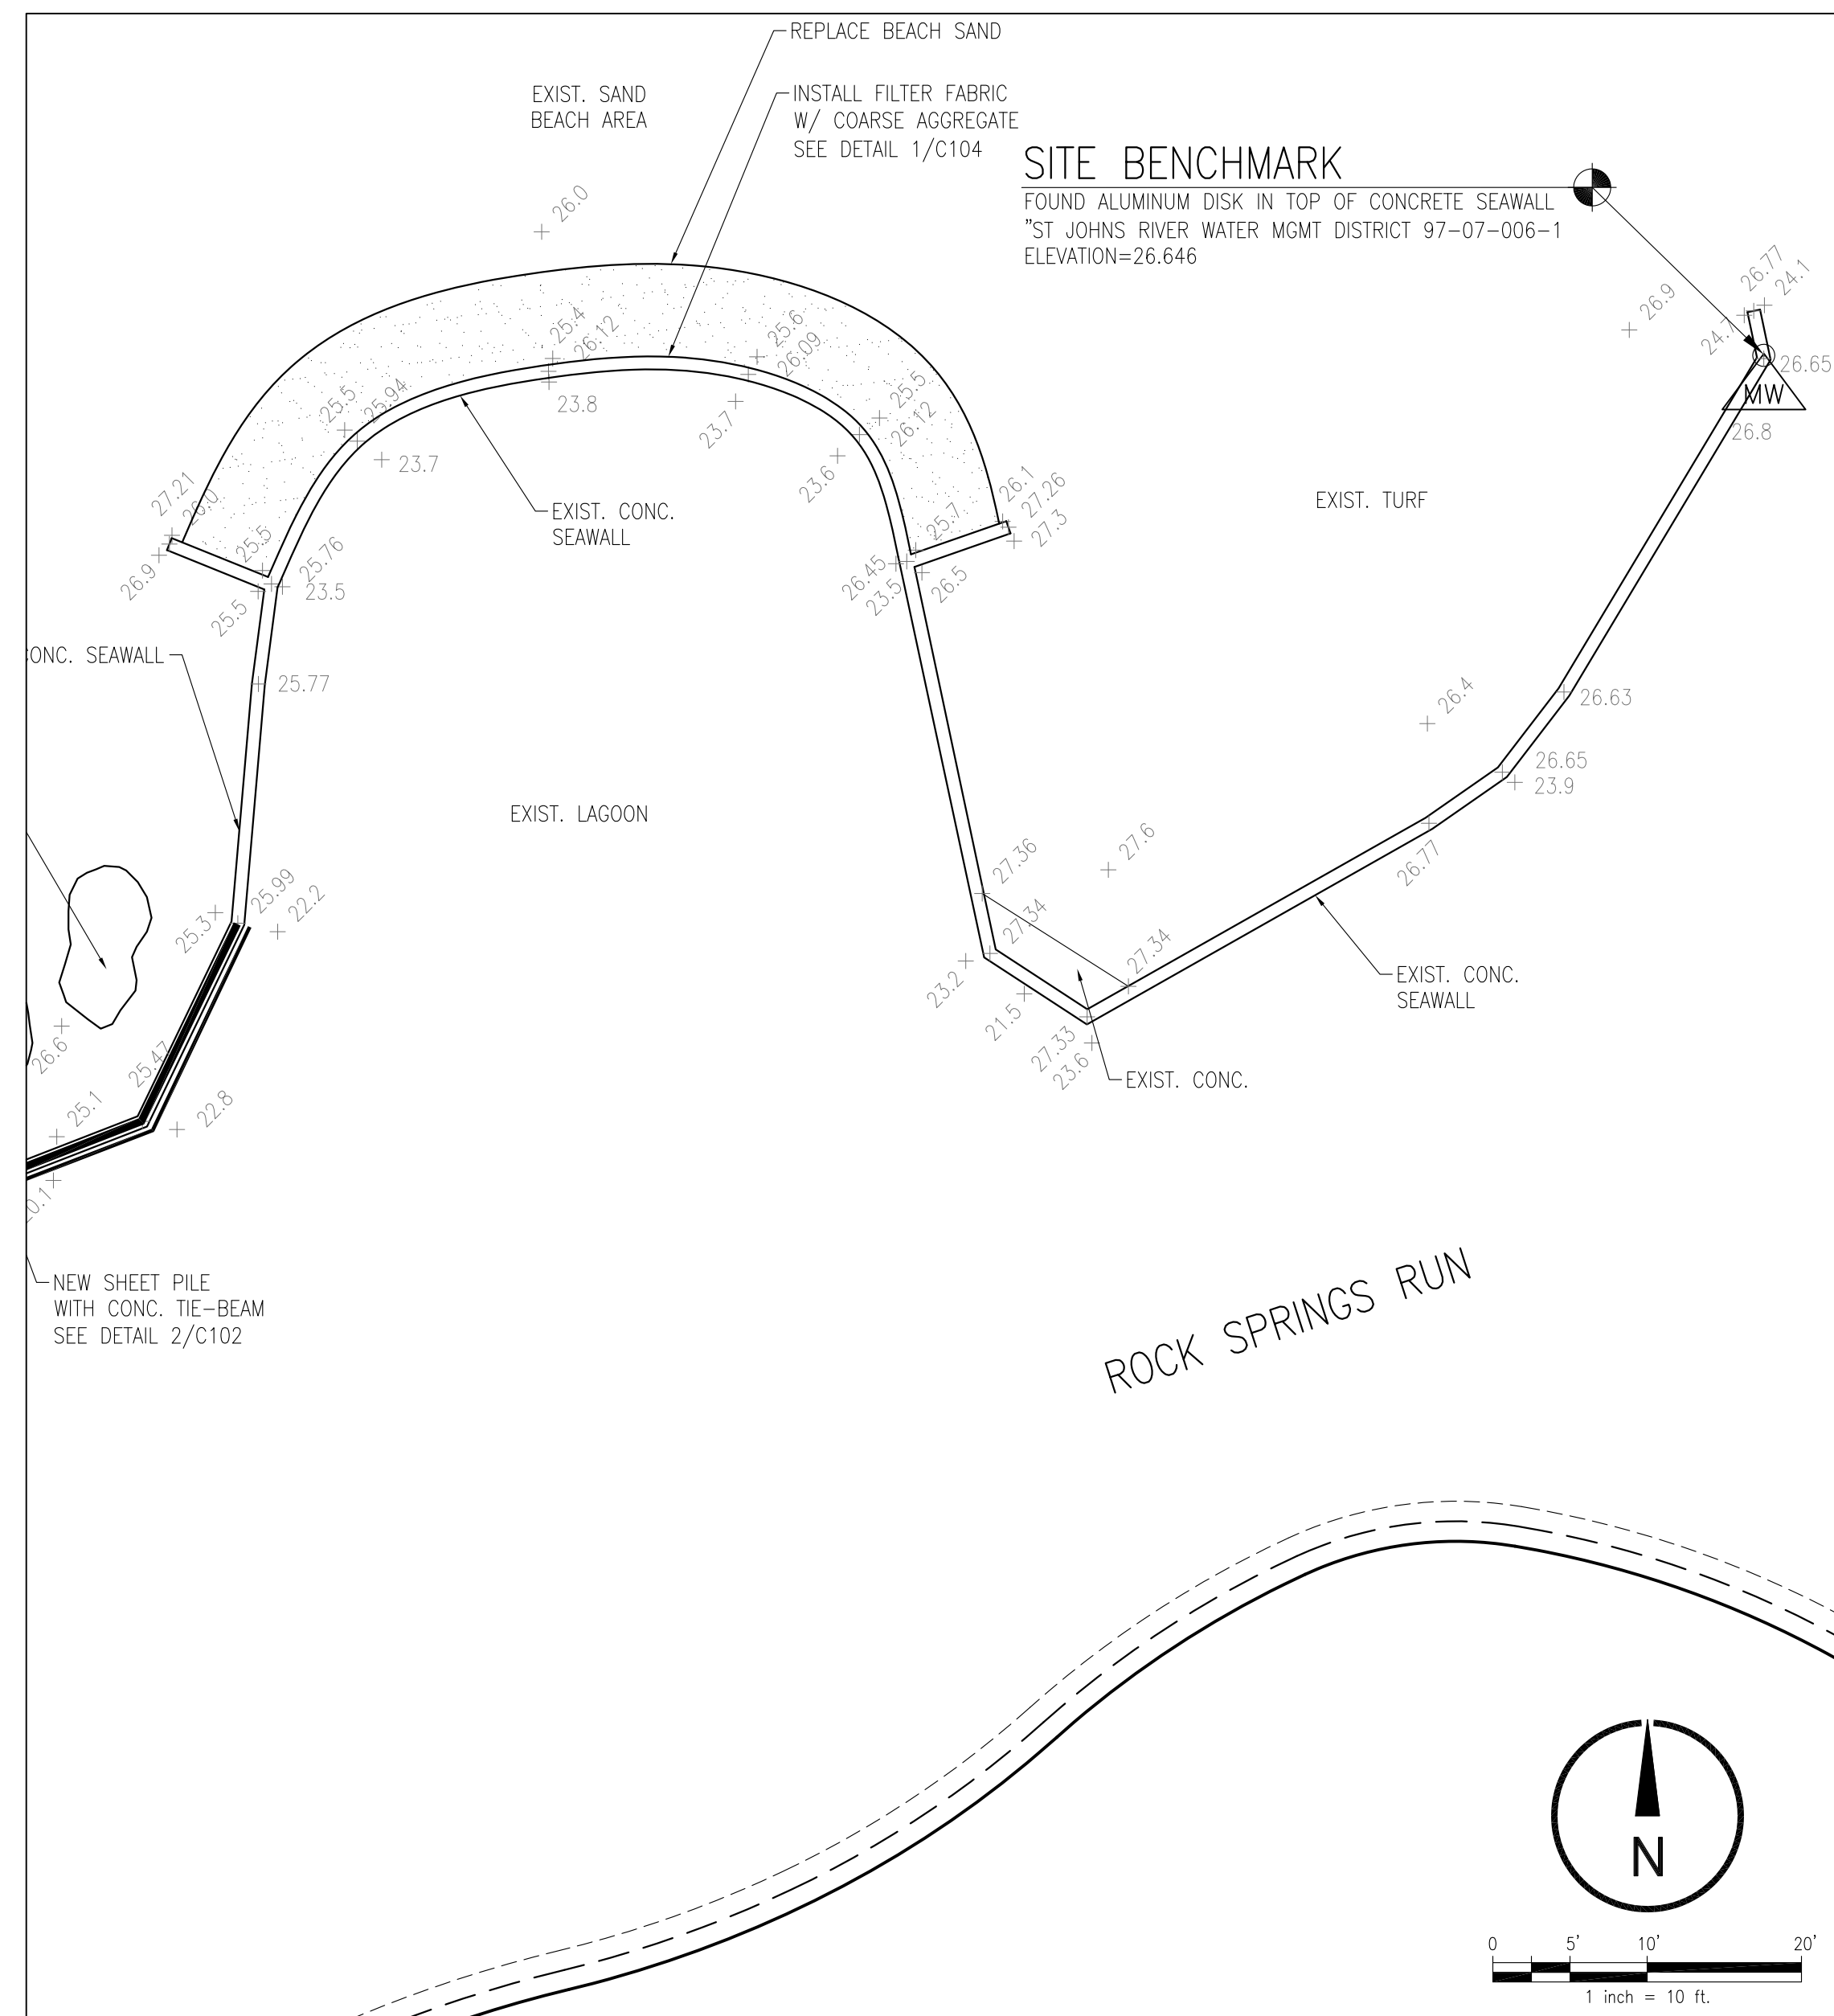 REPLACE BEACH SAND
EXIST. SAND
BEACH AREA
INSTALL FILTER FABRIC
W/ COARSE AGGREGATE
SEE DETAIL 1/C104
SITE BENCHMARK
FOUND ALUMINUM DISK IN TOP OF CONCRETE SEAWALL
"ST JOHNS RIVER WATER MGMT DISTRICT 97-07-006-1
ELEVATION=26.646
26.0
26.77
24.1
26.9
24.7
26.65
MW
26.8
25.4
26.12
23.8
25.6
26.09
23.7
25.5
25.94
23.7
25.5
26.12
23.6
EXIST. CONC.
SEAWALL
EXIST. TURF
27.21
26.0
26.9
25.5
25.76
23.5
25.5
26.1
27.26
27.3
25.7
26.45
23.5
26.5
CONC. SEAWALL
25.77
26.4
26.63
26.65
23.9
26.77
EXIST. LAGOON
27.36
27.6
27.34
27.34
23.2
21.5
27.33
23.6
25.99
22.2
25.3
EXIST. CONC.
SEAWALL
EXIST. CONC.
26.6
25.47
25.1
22.8
20.1
NEW SHEET PILE
WITH CONC. TIE-BEAM
SEE DETAIL 2/C102
ROCK SPRINGS RUN
N
0 5' 10' 20'
1 inch = 10 ft.